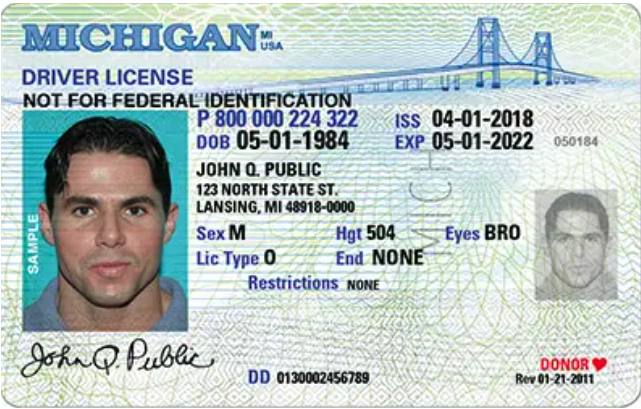 MICHIGAN MI USA
DRIVER LICENSE
NOT FOR FEDERAL IDENTIFICATION
P 800 000 224 322 ISS 04-01-2018
DOB 05-01-1984 EXP 05-01-2022 050184
JOHN Q. PUBLIC
123 NORTH STATE ST.
LANSING, MI 48918-0000
Sex M Hgt 504 Eyes BRO
Lic Type O End NONE
Restrictions NONE
SAMPLE
MICH
John Q. Public
DD 0130002456789
DONOR
Rev 01-21-2011